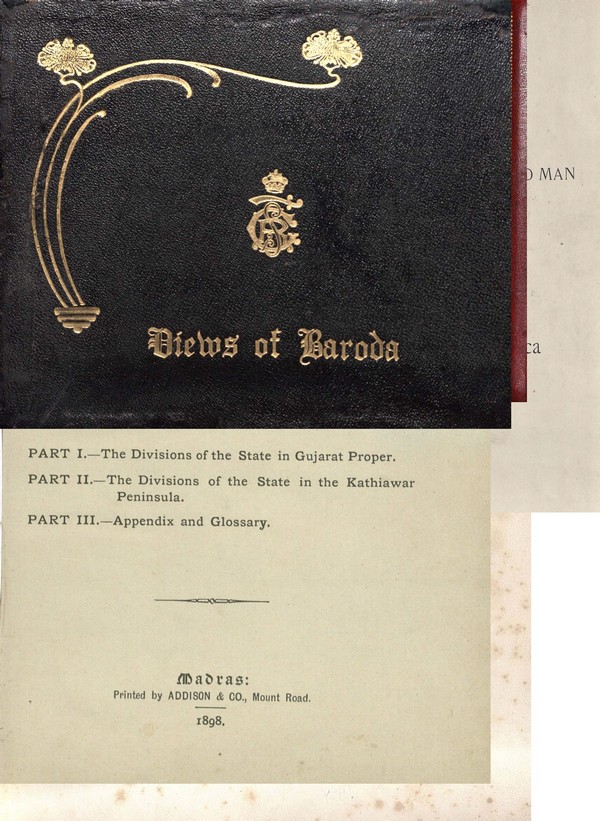 Views of Baroda
MAN
PART I.—The Divisions of the State in Gujarat Proper.
PART II.—The Divisions of the State in the Kathiawar
Peninsula.
PART III.—Appendix and Glossary.
Madras:
Printed by ADDISON & CO., Mount Road.
1898.